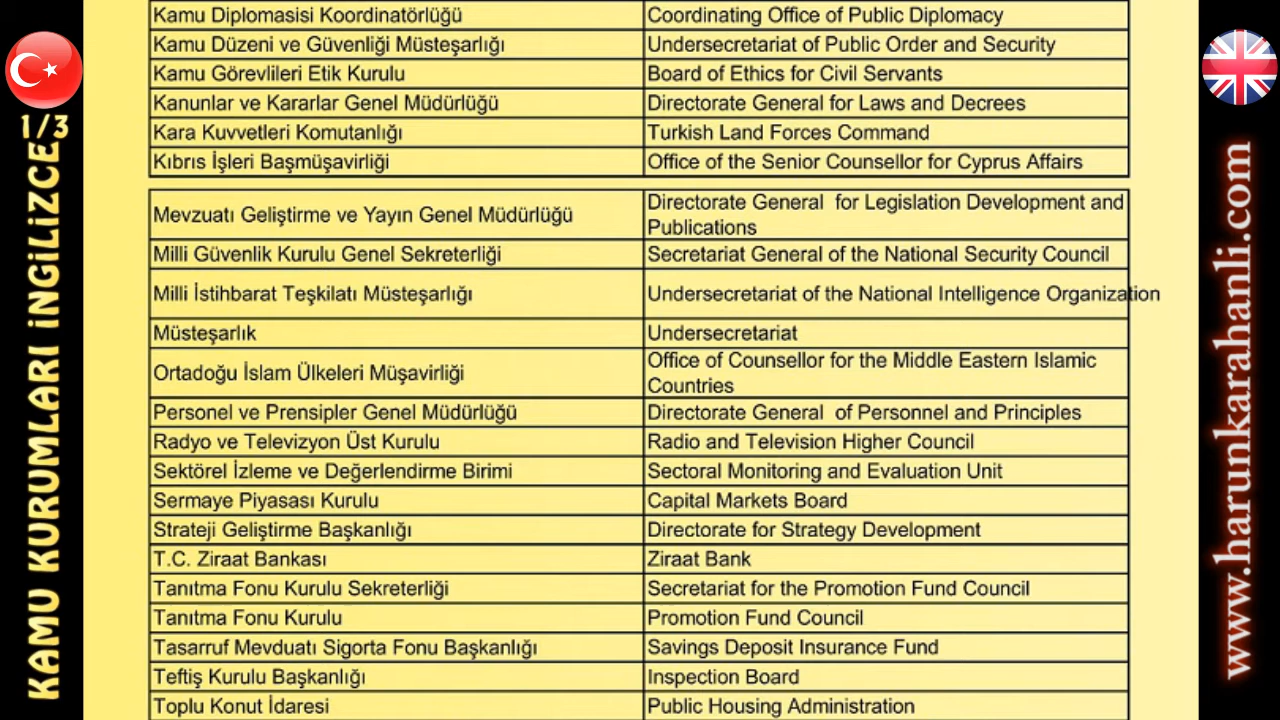 1/3
KAMU KURUMLARI İNGİLİZCE
Kamu Diplomasisi Koordinatörlüğü Coordinating Office of Public Diplomacy
Kamu Düzeni ve Güvenliği Müsteşarlığı Undersecretariat of Public Order and Security
Kamu Görevlileri Etik Kurulu Board of Ethics for Civil Servants
Kanunlar ve Kararlar Genel Müdürlüğü Directorate General for Laws and Decrees
Kara Kuvvetleri Komutanlığı Turkish Land Forces Command
Kıbrıs İşleri Başmüşavirliği Office of the Senior Counsellor for Cyprus Affairs
Mevzuatı Geliştirme ve Yayın Genel Müdürlüğü Directorate General  for Legislation Development and
Publications
Milli Güvenlik Kurulu Genel Sekreterliği Secretariat General of the National Security Council
Milli İstihbarat Teşkilatı Müsteşarlığı Undersecretariat of the National Intelligence Organization
Müsteşarlık Undersecretariat
Ortadoğu İslam Ülkeleri Müşavirliği Office of Counsellor for the Middle Eastern Islamic
Countries
Personel ve Prensipler Genel Müdürlüğü Directorate General  of Personnel and Principles
Radyo ve Televizyon Üst Kurulu Radio and Television Higher Council
Sektörel İzleme ve Değerlendirme Birimi Sectoral Monitoring and Evaluation Unit
Sermaye Piyasası Kurulu Capital Markets Board
Strateji Geliştirme Başkanlığı Directorate for Strategy Development
T.C. Ziraat Bankası Ziraat Bank
Tanıtma Fonu Kurulu Sekreterliği Secretariat for the Promotion Fund Council
Tanıtma Fonu Kurulu Promotion Fund Council
Tasarruf Mevduatı Sigorta Fonu Başkanlığı Savings Deposit Insurance Fund
Teftiş Kurulu Başkanlığı Inspection Board
Toplu Konut İdaresi Public Housing Administration
www.harunkarahanli.com